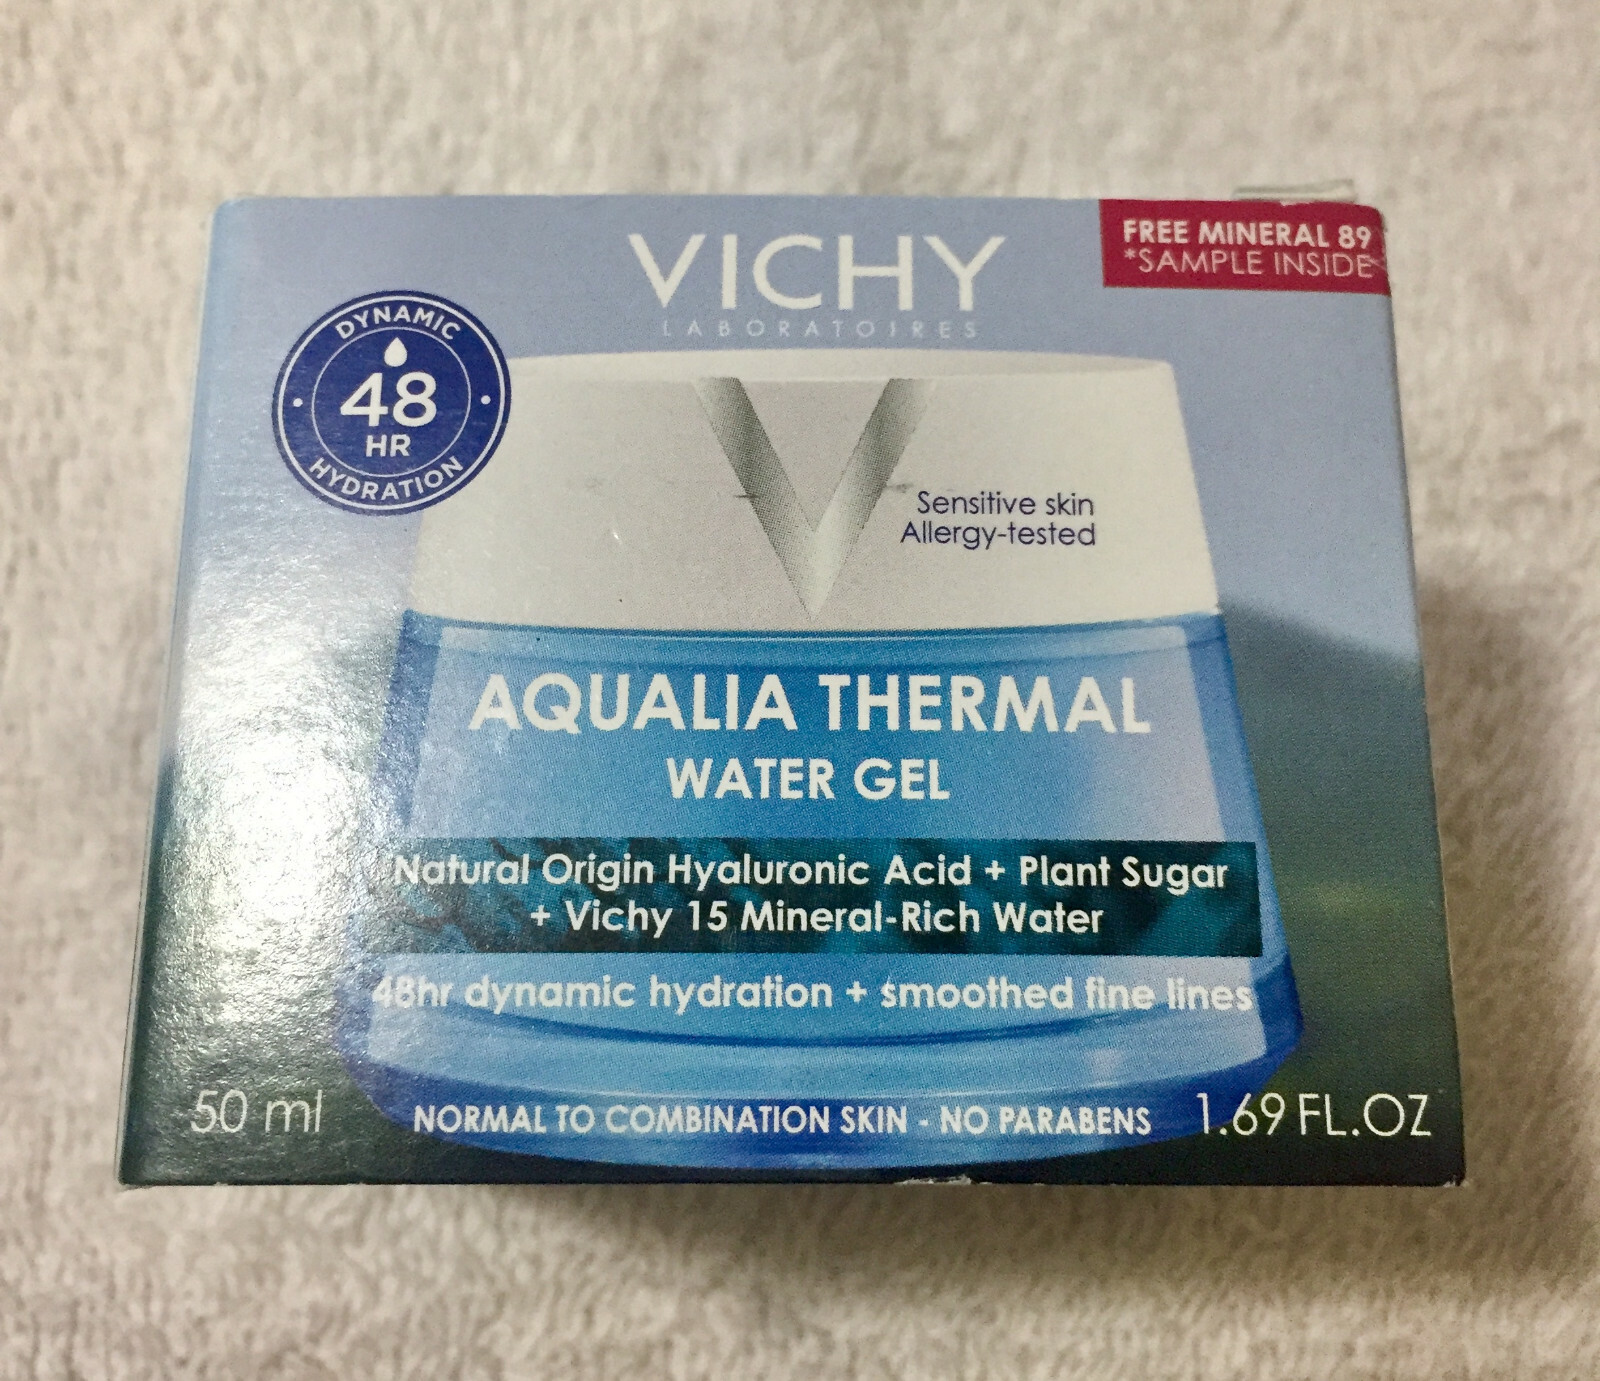 VICHY
LABORATOIRES
FREE MINERAL 89
*SAMPLE INSIDE
DYNAMIC
48
HR
HYDRATION
Sensitive skin
Allergy-tested
AQUALIA THERMAL
WATER GEL
Natural Origin Hyaluronic Acid + Plant Sugar
+ Vichy 15 Mineral-Rich Water
48hr dynamic hydration + smoothed fine lines
50 ml
NORMAL TO COMBINATION SKIN - NO PARABENS
1.69 FL.OZ